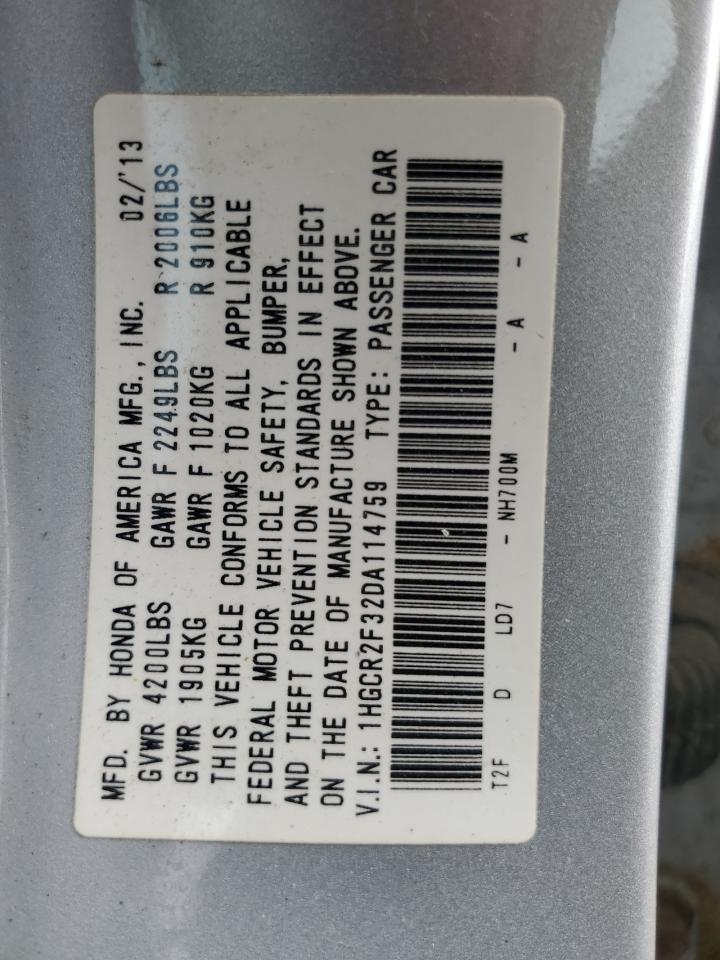 MFD. BY HONDA OF AMERICA MFG., INC. 02/'13
GVWR 4200LBS GAWR F 2249LBS R 2006LBS
GVWR 1905KG GAWR F 1020KG R 910KG
THIS VEHICLE CONFORMS TO ALL APPLICABLE
FEDERAL MOTOR VEHICLE SAFETY, BUMPER,
AND THEFT PREVENTION STANDARDS IN EFFECT
ON THE DATE OF MANUFACTURE SHOWN ABOVE.
V.I.N.: 1HGCR2F32DA114759 TYPE: PASSENGER CAR
T2F D LD7 - NH700M - A - A